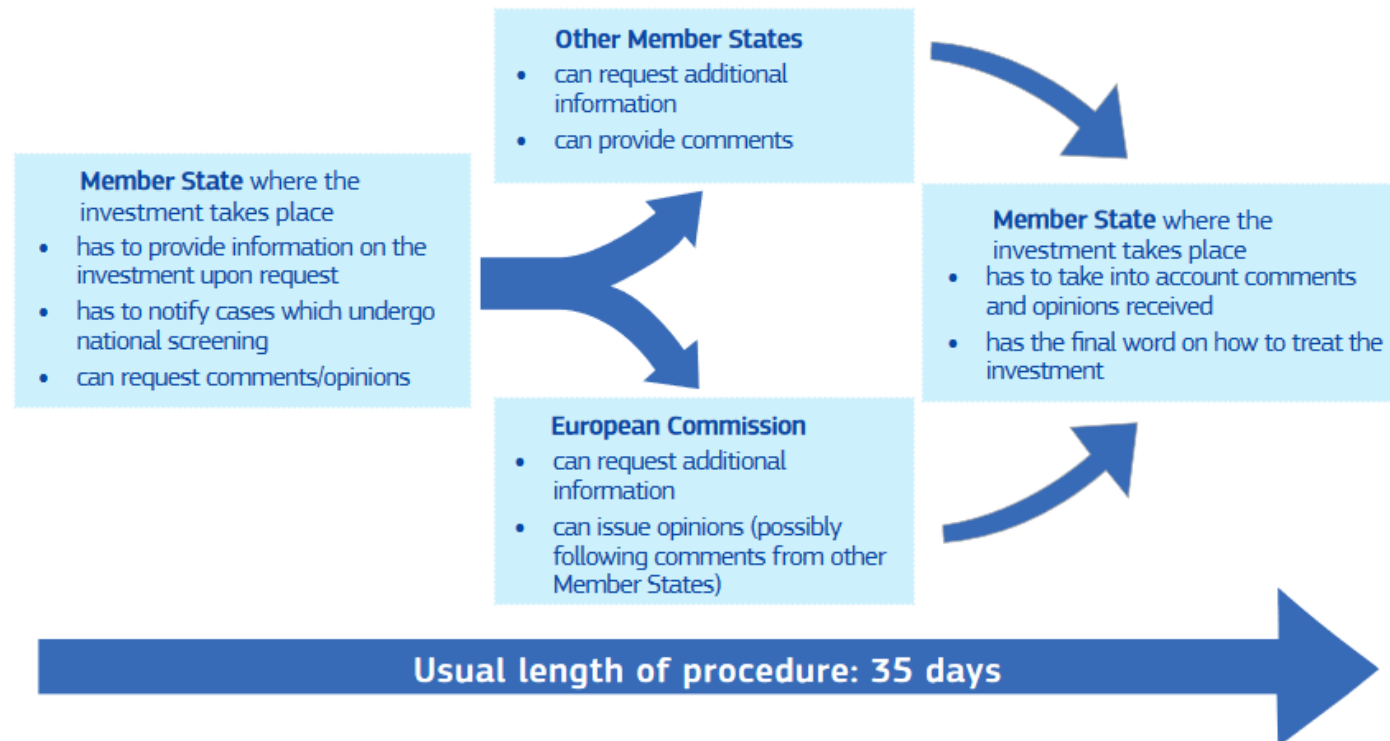 Member State where the
investment takes place
• has to provide information on the
investment upon request
• has to notify cases which undergo
national screening
• can request comments/opinions
Other Member States
• can request additional
information
• can provide comments
European Commission
• can request additional
information
• can issue opinions (possibly
following comments from other
Member States)
Member State where the
investment takes place
• has to take into account comments
and opinions received
• has the final word on how to treat the
investment
Usual length of procedure: 35 days